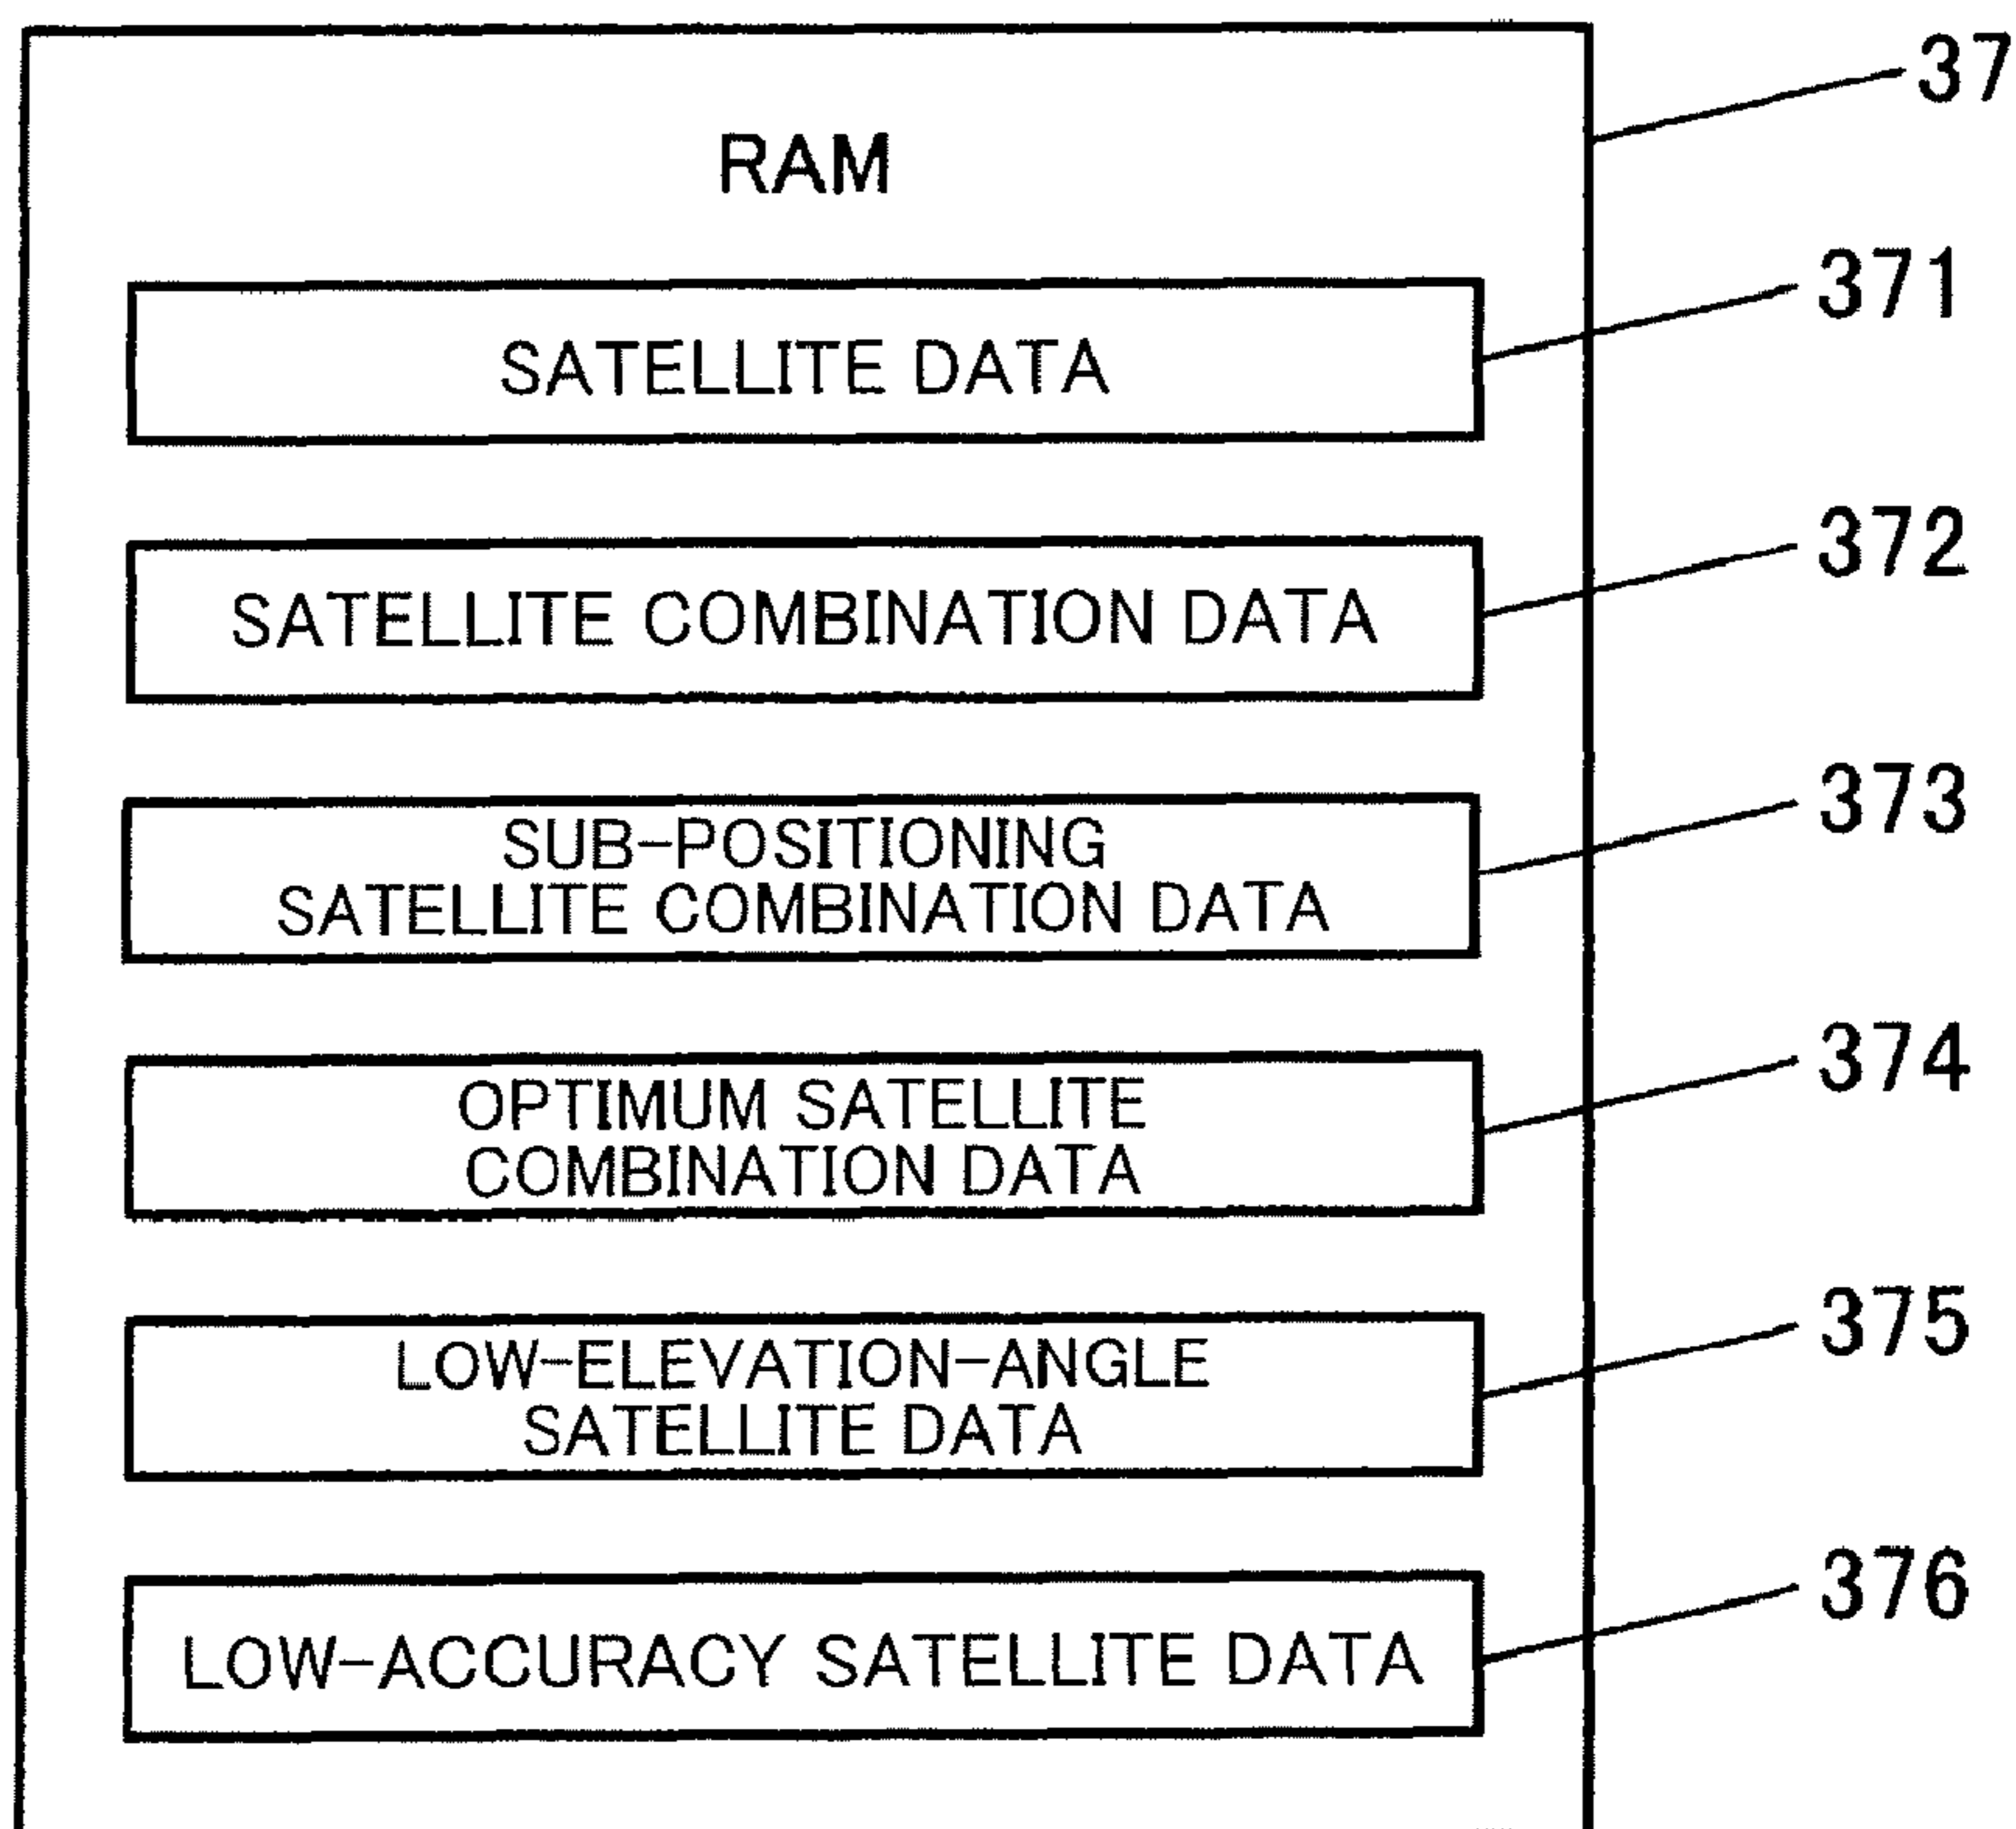 37
RAM
371
SATELLITE DATA
372
SATELLITE COMBINATION DATA
373
SUB-POSITIONING
SATELLITE COMBINATION DATA
374
OPTIMUM SATELLITE
COMBINATION DATA
375
LOW-ELEVATION-ANGLE
SATELLITE DATA
376
LOW-ACCURACY SATELLITE DATA